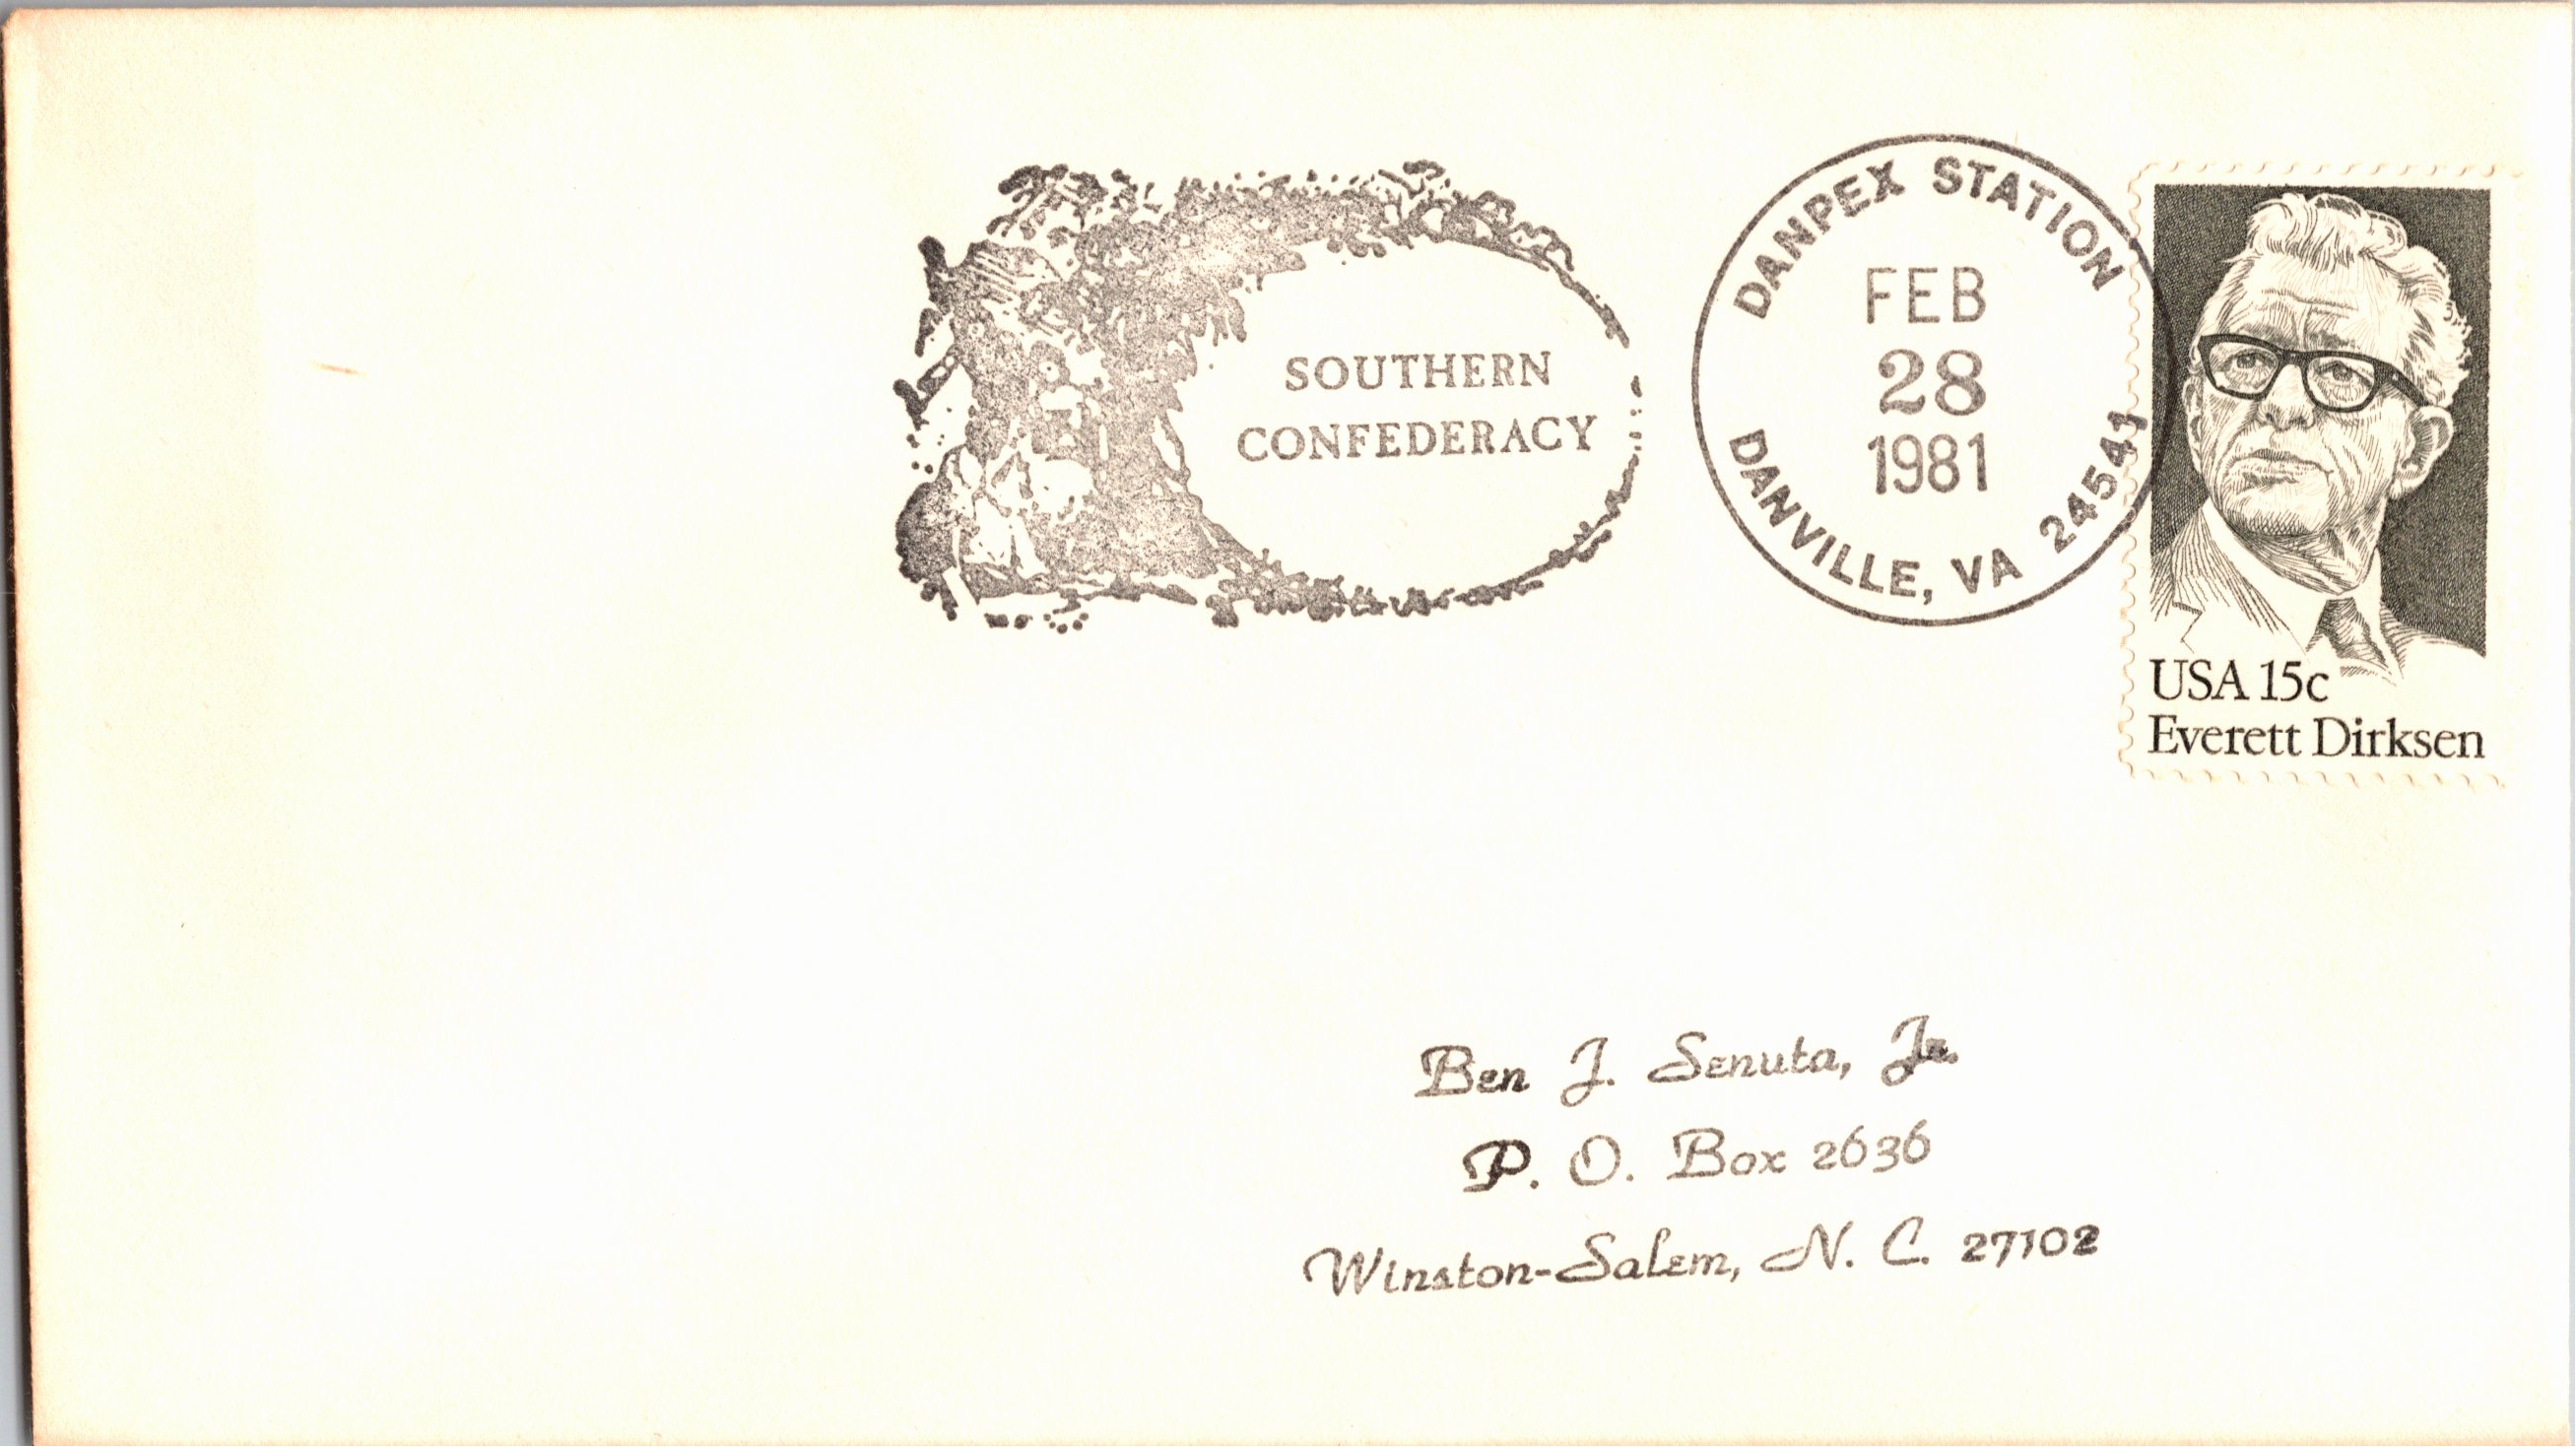 SOUTHERN
CONFEDERACY
DANPEX STATION
FEB
28
1981
DANVILLE, VA 24541
USA 15c
Everett Dirksen
Ben J. Senuta, Jr.
P. O. Box 2636
Winston-Salem, N. C. 27102